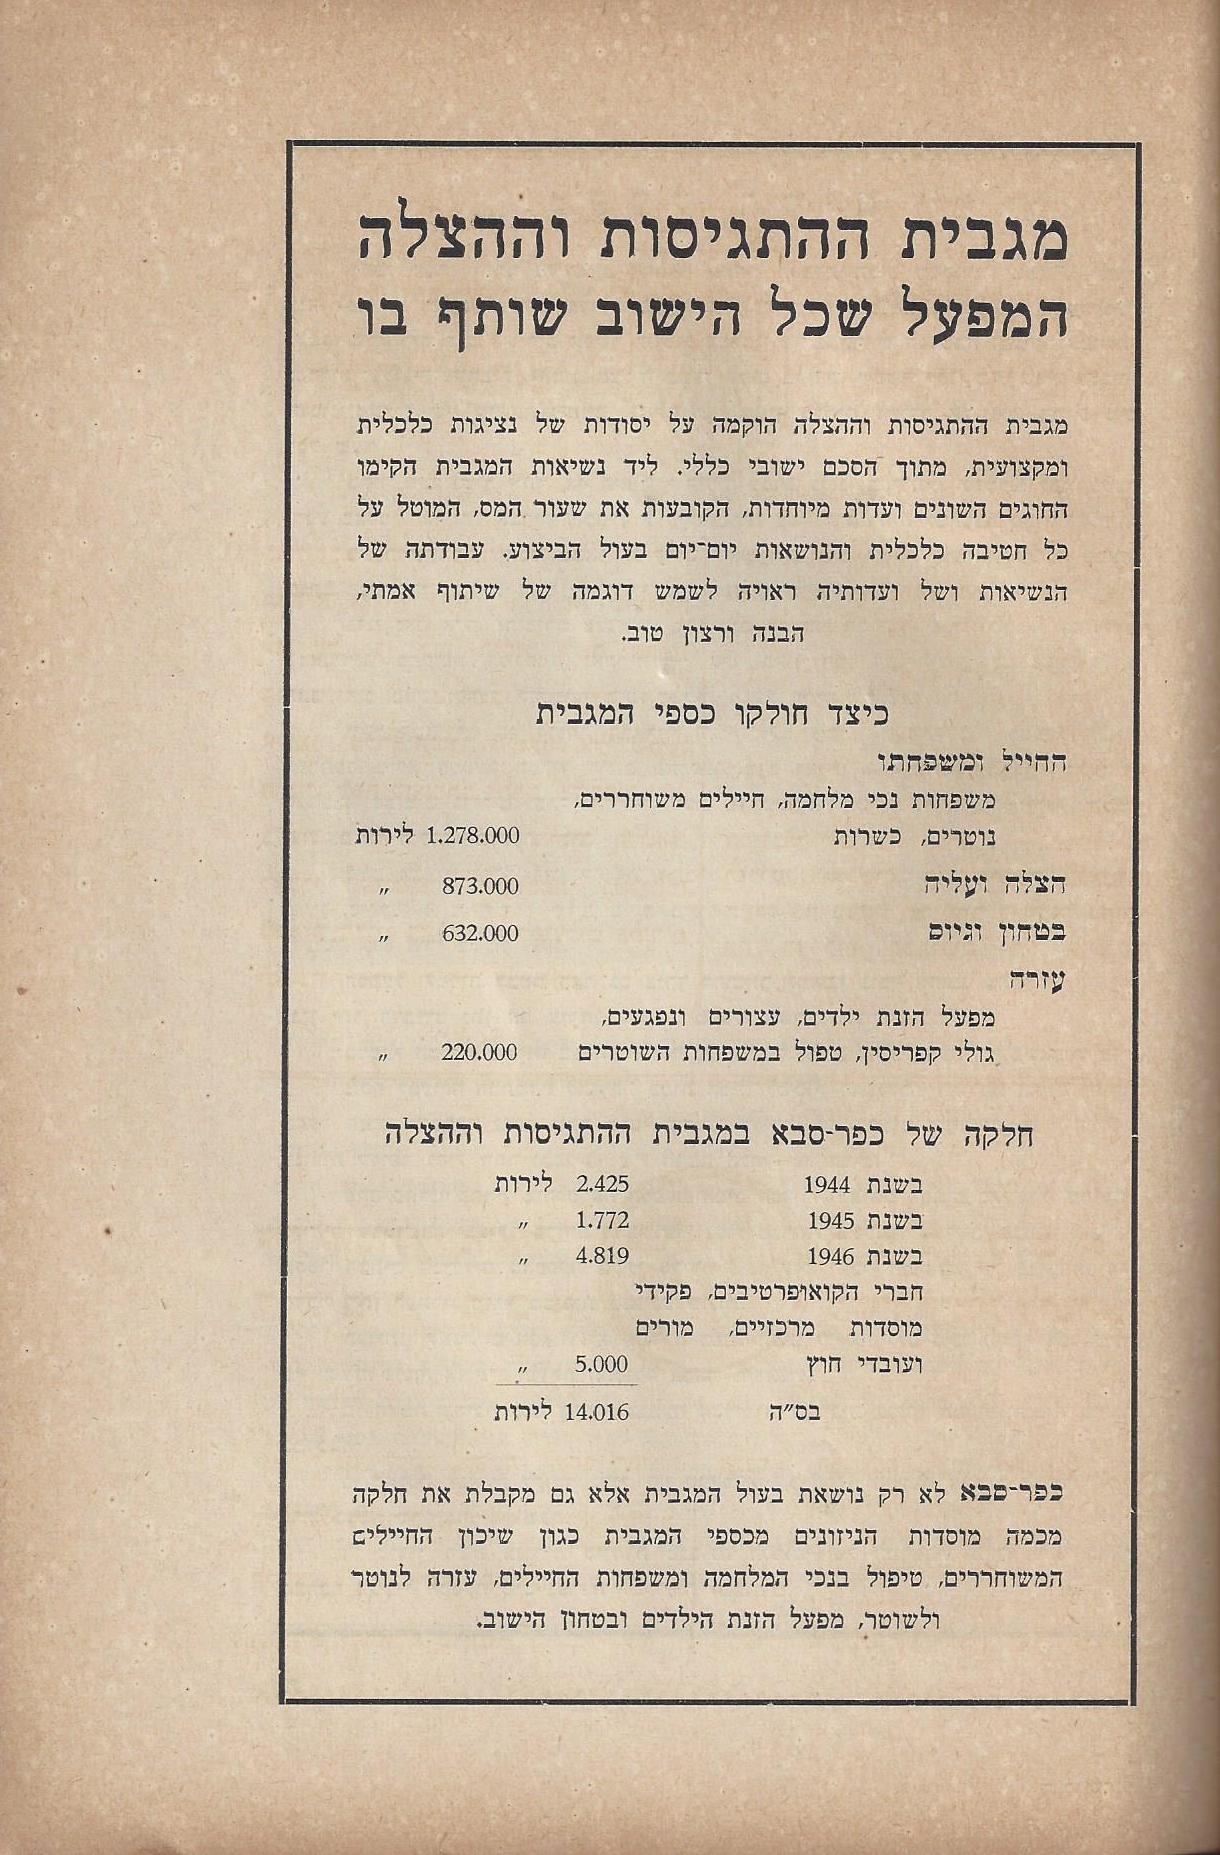 מגבית ההתגיסות וההצלה
המפעל שכל הישוב שותף בו
מגבית ההתגיסות וההצלה הוקמה על יסודות של נציגות כלכלית
ומקצועית, מתוך הסכם ישובי כללי. ליד נשיאות המגבית הקימו
החוגים השונים ועדות מיוחדות, הקובעות את שעור המס, המוטל על
כל חטיבה כלכלית והנושאות יום־יום בעול הביצוע. עבודתה של
הנשיאות ושל ועדותיה ראויה לשמש דוגמה של שיתוף אמתי,
הבנה ורצון טוב.
כיצד חולקו כספי המגבית
החייל ומשפחתו
משפחות נכי מלחמה, חיילים משוחררים,
נוטרים, כשרות 1.278.000 לירות
הצלה ועליה 873.000 "
בטחון וגיוס 632.000 "
עזרה
מפעל הזנת ילדים, עצורים ונפגעים,
גולי קפריסין, טפול במשפחות השוטרים 220.000 "
חלקה של כפר-סבא במגבית ההתגיסות וההצלה
בשנת 1944 2.425 לירות
בשנת 1945 1.772 "
בשנת 1946 4.819 "
חברי הקואופרטיבים, פקידי
מוסדות מרכזיים, מורים
ועובדי חוץ 5.000 "
בס"ה 14.016 לירות
כפר־סבא לא רק נושאת בעול המגבית אלא גם מקבלת את חלקה
מכמה מוסדות הניזונים מכספי המגבית כגון שיכון החיילים
המשוחררים, טיפול בנכי המלחמה ומשפחות החיילים, עזרה לנוטר
ולשוטר, מפעל הזנת הילדים ובטחון הישוב.